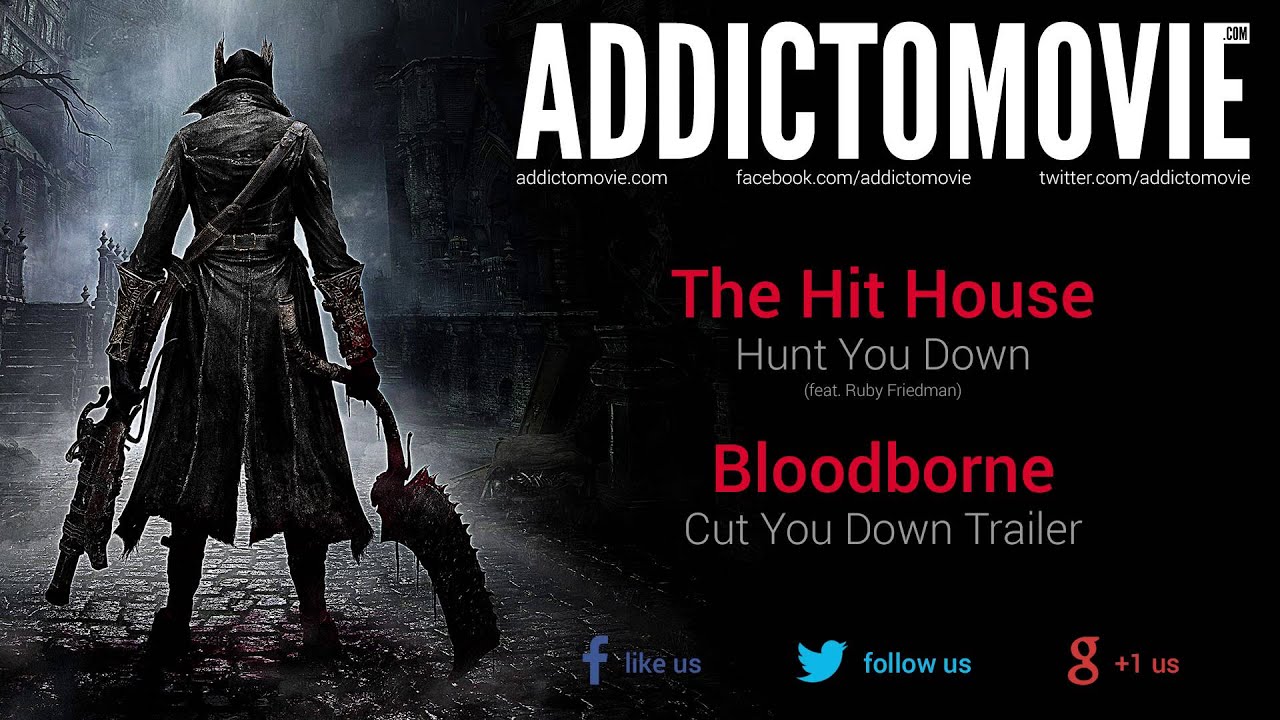 ADDICTOMOVIE.COM
addictomovie.com facebook.com/addictomovie twitter.com/addictomovie
The Hit House
Hunt You Down
(feat. Ruby Friedman)
Bloodborne
Cut You Down Trailer
f like us follow us g +1 us